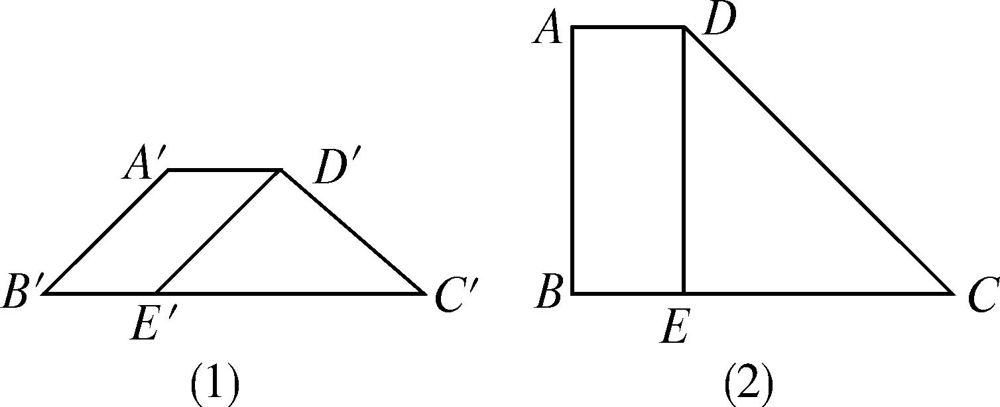 A D
A′ D′
B′ E′ C′ B E C
(1) (2)